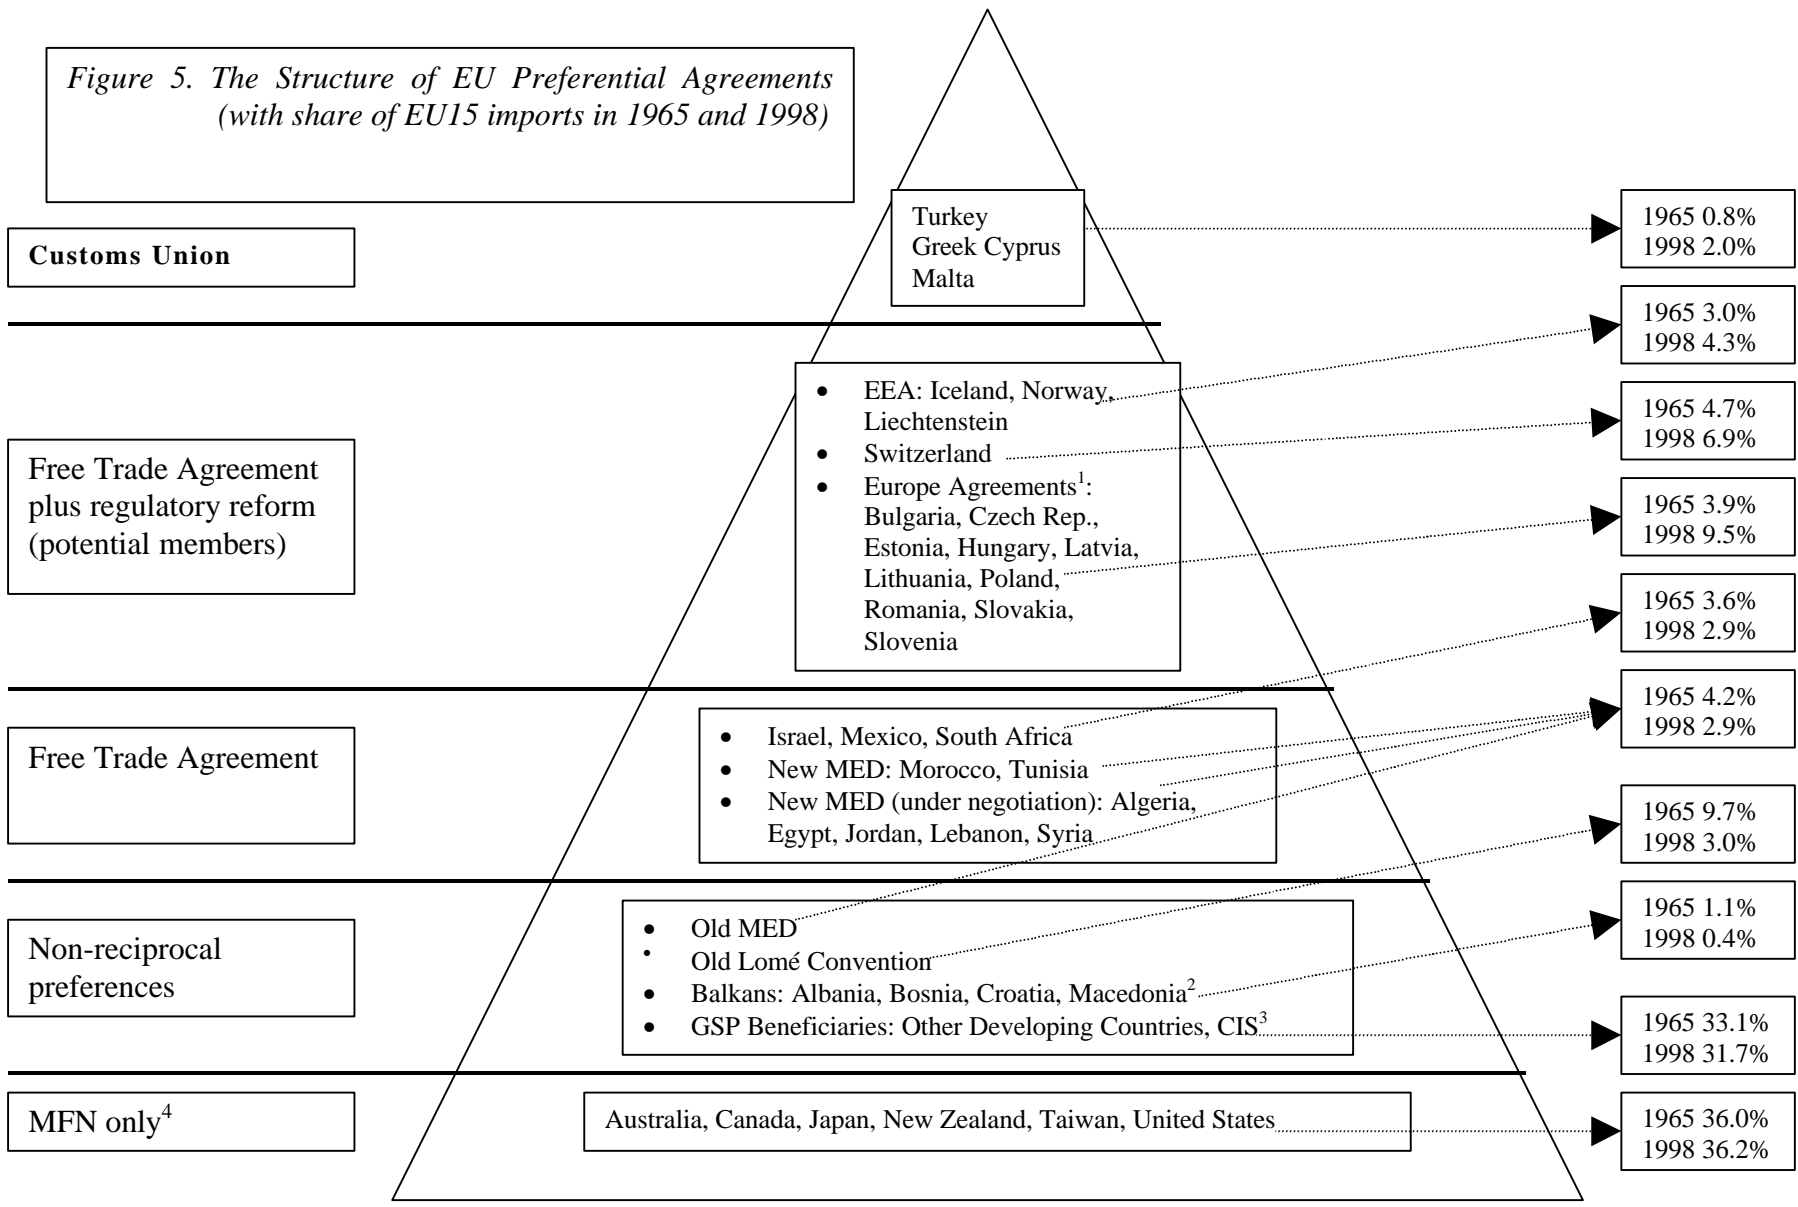 Figure 5. The Structure of EU Preferential Agreements
(with share of EU15 imports in 1965 and 1998)
Customs Union
Turkey
Greek Cyprus
Malta
1965 0.8%
1998 2.0%
Free Trade Agreement
plus regulatory reform
(potential members)
• EEA: Iceland, Norway,
Liechtenstein
• Switzerland
• Europe Agreements1:
Bulgaria, Czech Rep.,
Estonia, Hungary, Latvia,
Lithuania, Poland,
Romania, Slovakia,
Slovenia
1965 3.0%
1998 4.3%
1965 4.7%
1998 6.9%
1965 3.9%
1998 9.5%
Free Trade Agreement
• Israel, Mexico, South Africa
• New MED: Morocco, Tunisia
• New MED (under negotiation): Algeria,
Egypt, Jordan, Lebanon, Syria
1965 3.6%
1998 2.9%
1965 4.2%
1998 2.9%
Non-reciprocal
preferences
• Old MED
• Old Lomé Convention
• Balkans: Albania, Bosnia, Croatia, Macedonia2
• GSP Beneficiaries: Other Developing Countries, CIS3
1965 9.7%
1998 3.0%
1965 1.1%
1998 0.4%
1965 33.1%
1998 31.7%
MFN only4
Australia, Canada, Japan, New Zealand, Taiwan, United States
1965 36.0%
1998 36.2%